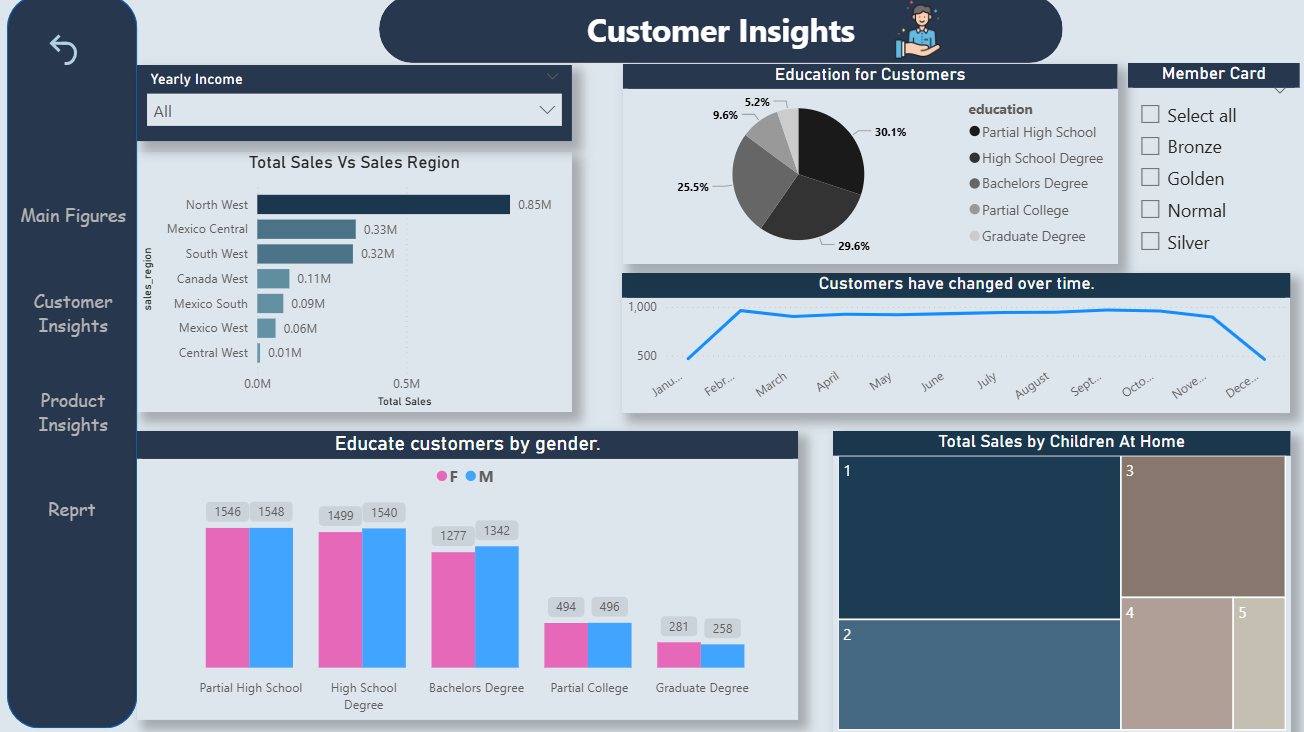 Customer Insights
Main Figures
Customer
Insights
Product
Insights
Reprt
Yearly Income
All
Total Sales Vs Sales Region
sales_region
North West
0.85M
Mexico Central
0.33M
South West
0.32M
Canada West
0.11M
Mexico South
0.09M
Mexico West
0.06M
Central West
0.01M
0.0M
0.5M
Total Sales
Education for Customers
5.2%
9.6%
30.1%
25.5%
29.6%
education
Partial High School
High School Degree
Bachelors Degree
Partial College
Graduate Degree
Member Card
Select all
Bronze
Golden
Normal
Silver
Customers have changed over time.
1,000
500
Janu...
Febr...
March
April
May
June
July
August
Sept...
Octo...
Nove...
Dece...
Educate customers by gender.
F M
1546 1548
1499 1540
1277 1342
494 496
281 258
Partial High School
High School
Degree
Bachelors Degree
Partial College
Graduate Degree
Total Sales by Children At Home
1
2
3
4
5